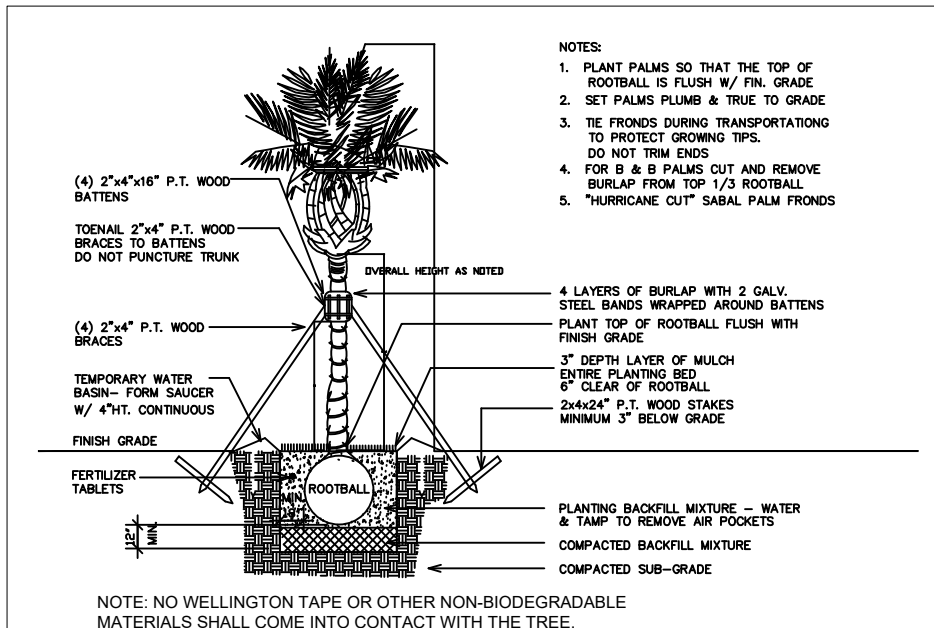 NOTES:
1. PLANT PALMS SO THAT THE TOP OF
ROOTBALL IS FLUSH W/ FIN. GRADE
2. SET PALMS PLUMB & TRUE TO GRADE
3. TIE FRONDS DURING TRANSPORTATIONG
TO PROTECT GROWING TIPS.
DO NOT TRIM ENDS
4. FOR B & B PALMS CUT AND REMOVE
BURLAP FROM TOP 1/3 ROOTBALL
5. "HURRICANE CUT" SABAL PALM FRONDS
(4) 2"x4"x16" P.T. WOOD
BATTENS
TOENAIL 2"x4" P.T. WOOD
BRACES TO BATTENS
DO NOT PUNCTURE TRUNK
(4) 2"x4" P.T. WOOD
BRACES
TEMPORARY WATER
BASIN- FORM SAUCER
W/ 4"HT. CONTINUOUS
FINISH GRADE
FERTILIZER
TABLETS
12"
MIN.
OVERALL HEIGHT AS NOTED
MIN.
ROOTBALL
4 LAYERS OF BURLAP WITH 2 GALV.
STEEL BANDS WRAPPED AROUND BATTENS
PLANT TOP OF ROOTBALL FLUSH WITH
FINISH GRADE
3" DEPTH LAYER OF MULCH
ENTIRE PLANTING BED
6" CLEAR OF ROOTBALL
2x4x24" P.T. WOOD STAKES
MINIMUM 3" BELOW GRADE
PLANTING BACKFILL MIXTURE - WATER
& TAMP TO REMOVE AIR POCKETS
COMPACTED BACKFILL MIXTURE
COMPACTED SUB-GRADE
NOTE: NO WELLINGTON TAPE OR OTHER NON-BIODEGRADABLE
MATERIALS SHALL COME INTO CONTACT WITH THE TREE.